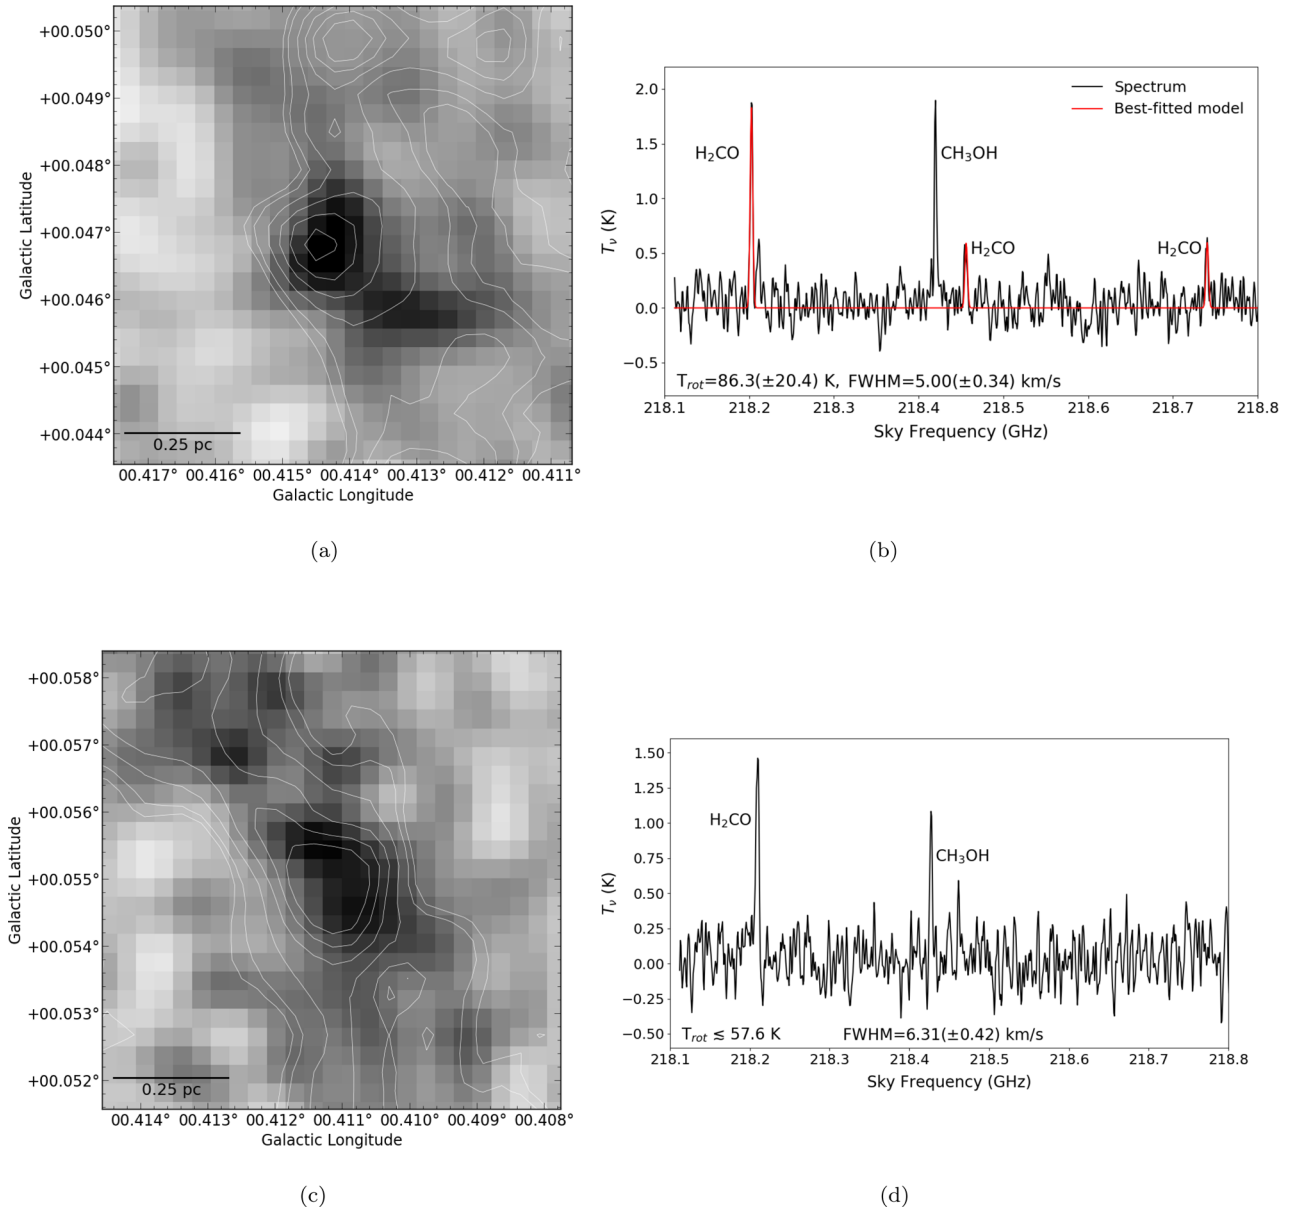 +00.050°
+00.049°
+00.048°
+00.047°
+00.046°
+00.045°
+00.044°
Galactic Latitude
0.25 pc
00.417° 00.416° 00.415° 00.414° 00.413° 00.412° 00.411°
Galactic Longitude
(a)
2.0
1.5
1.0
0.5
0.0
−0.5
Tν (K)
Spectrum
Best-fitted model
H2CO
CH3OH
H2CO
H2CO
Trot=86.3(±20.4) K, FWHM=5.00(±0.34) km/s
218.1 218.2 218.3 218.4 218.5 218.6 218.7 218.8
Sky Frequency (GHz)
(b)
+00.058°
+00.057°
+00.056°
+00.055°
+00.054°
+00.053°
+00.052°
Galactic Latitude
0.25 pc
00.414° 00.413° 00.412° 00.411° 00.410° 00.409° 00.408°
Galactic Longitude
(c)
1.50
1.25
1.00
0.75
0.50
0.25
0.00
−0.25
−0.50
Tν (K)
H2CO
CH3OH
Trot ≲ 57.6 K FWHM=6.31(±0.42) km/s
218.1 218.2 218.3 218.4 218.5 218.6 218.7 218.8
Sky Frequency (GHz)
(d)